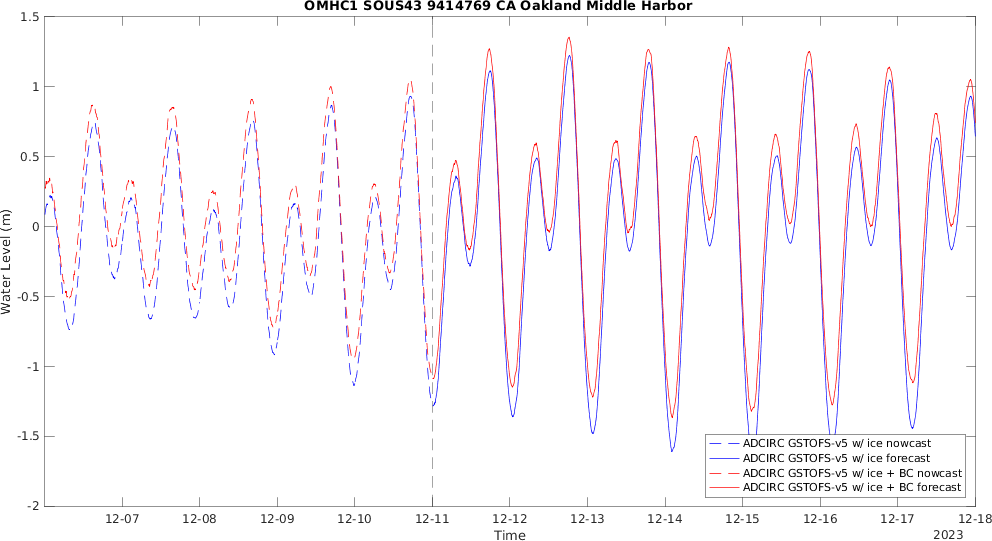 OMHC1 SOUS43 9414769 CA Oakland Middle Harbor
1.5
1
0.5
0
-0.5
-1
-1.5
-2
Water Level (m)
ADCIRC GSTOFS-v5 w/ ice nowcast
ADCIRC GSTOFS-v5 w/ ice forecast
ADCIRC GSTOFS-v5 w/ ice + BC nowcast
ADCIRC GSTOFS-v5 w/ ice + BC forecast
12-07 12-08 12-09 12-10 12-11 12-12 12-13 12-14 12-15 12-16 12-17 12-18
Time
2023